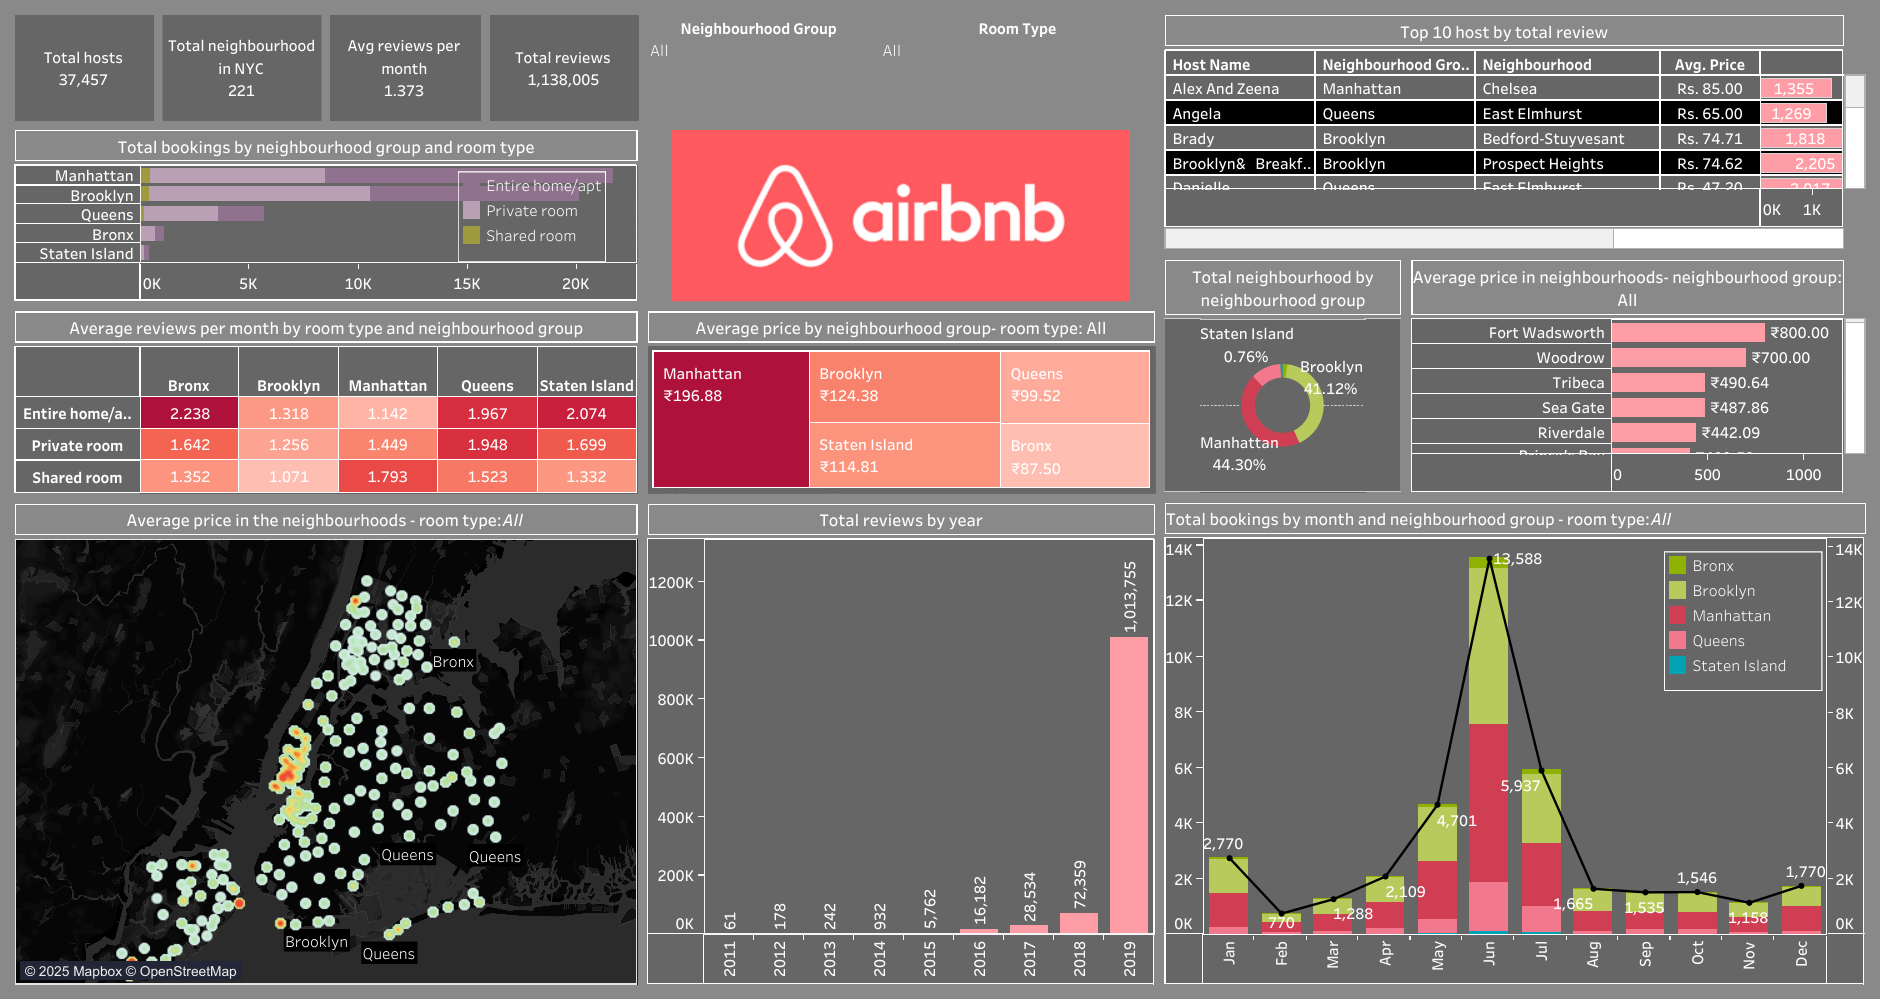 Total hosts
37,457
Total neighbourhood
in NYC
221
Avg reviews per
month
1.373
Total reviews
1,138,005
Neighbourhood Group
All
Room Type
All
Total bookings by neighbourhood group and room type
Manhattan
Brooklyn
Queens
Bronx
Staten Island
Entire home/apt
Private room
Shared room
0K 5K 10K 15K 20K
airbnb
Top 10 host by total review
Host Name Neighbourhood Gro.. Neighbourhood Avg. Price
Alex And Zeena Manhattan Chelsea Rs. 85.00 1,355
Angela Queens East Elmhurst Rs. 65.00 1,269
Brady Brooklyn Bedford-Stuyvesant Rs. 74.71 1,818
Brooklyn& Breakf.. Brooklyn Prospect Heights Rs. 74.62 2,205
Danielle Queens East Elmhurst Rs. 47.20 2,017
0K 1K
Average reviews per month by room type and neighbourhood group
Bronx Brooklyn Manhattan Queens Staten Island
Entire home/a.. 2.238 1.318 1.142 1.967 2.074
Private room 1.642 1.256 1.449 1.948 1.699
Shared room 1.352 1.071 1.793 1.523 1.332
Average price by neighbourhood group- room type: All
Manhattan
₹196.88
Brooklyn
₹124.38
Staten Island
₹114.81
Queens
₹99.52
Bronx
₹87.50
Total neighbourhood by
neighbourhood group
Staten Island
0.76%
Brooklyn
41.12%
Manhattan
44.30%
Average price in neighbourhoods- neighbourhood group:
All
Fort Wadsworth ₹800.00
Woodrow ₹700.00
Tribeca ₹490.64
Sea Gate ₹487.86
Riverdale ₹442.09
0 500 1000
Average price in the neighbourhoods - room type:All
Bronx
Queens
Queens
Brooklyn
Queens
© 2025 Mapbox © OpenStreetMap
Total reviews by year
1200K
1000K
800K
600K
400K
200K
0K
61
178
242
932
5,762
16,182
28,534
72,359
1,013,755
2011
2012
2013
2014
2015
2016
2017
2018
2019
Total bookings by month and neighbourhood group - room type:All
14K
12K
10K
8K
6K
4K
2K
0K
2,770
770
1,288
2,109
4,701
13,588
5,937
1,665
1,535
1,546
1,158
1,770
Bronx
Brooklyn
Manhattan
Queens
Staten Island
14K
12K
10K
8K
6K
4K
2K
0K
Jan
Feb
Mar
Apr
May
Jun
Jul
Aug
Sep
Oct
Nov
Dec